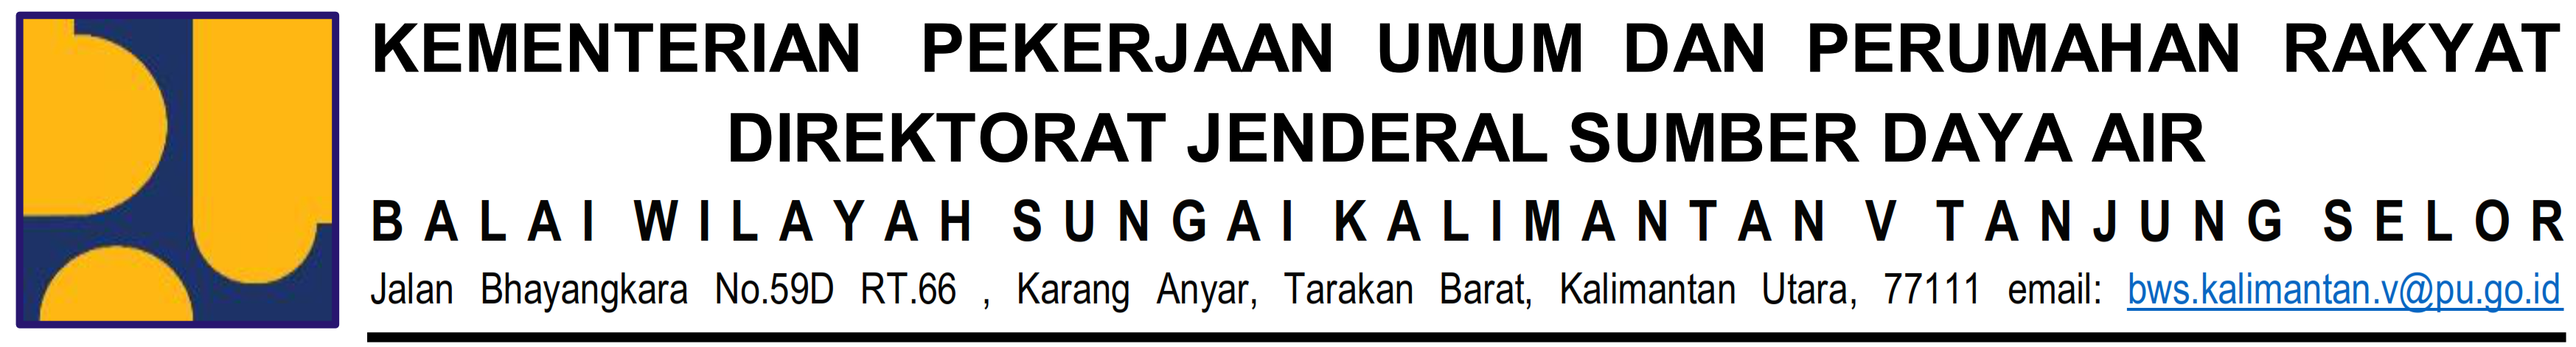 KEMENTERIAN PEKERJAAN UMUM DAN PERUMAHAN RAKYAT
DIREKTORAT JENDERAL SUMBER DAYA AIR
BALAI WILAYAH SUNGAI KALIMANTAN V TANJUNG SELOR
Jalan Bhayangkara No.59D RT.66 , Karang Anyar, Tarakan Barat, Kalimantan Utara, 77111 email: bws.kalimantan.v@pu.go.id